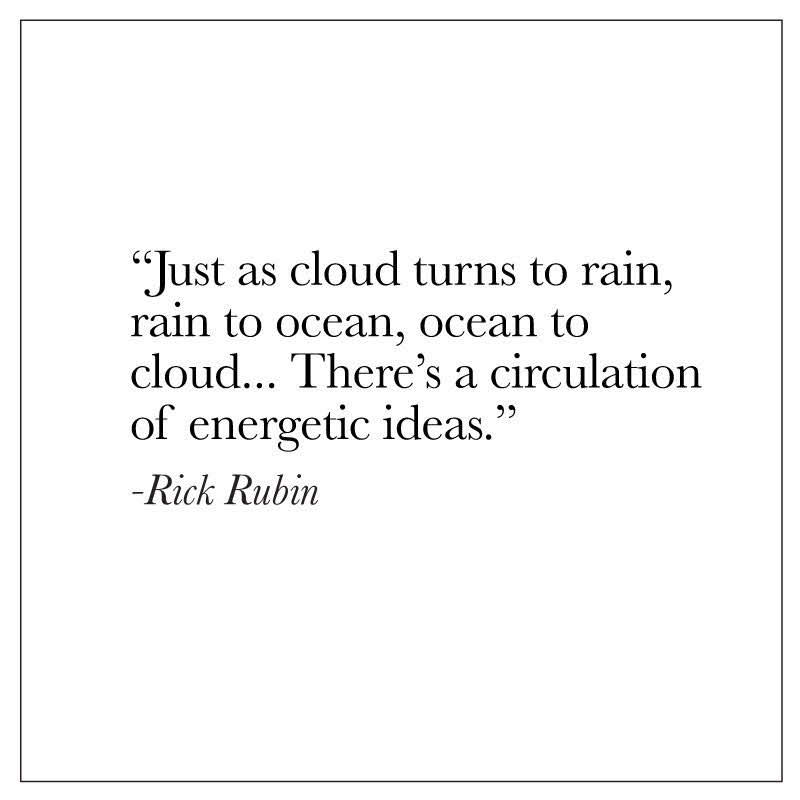 “Just as cloud turns to rain,
rain to ocean, ocean to
cloud... There’s a circulation
of energetic ideas.”
-Rick Rubin